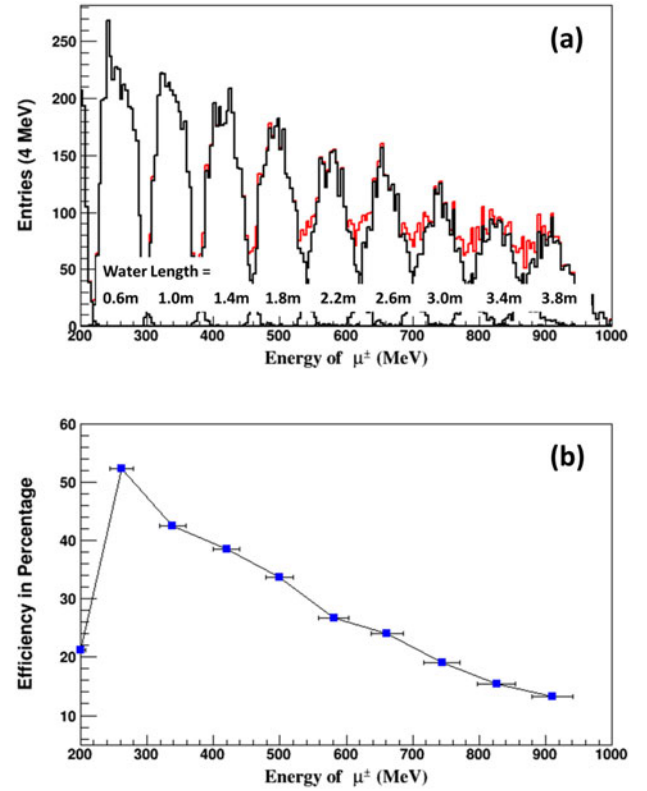 (a)
250
200
150
100
50
0
Entries (4 MeV)
Water Length =
0.6m 1.0m 1.4m 1.8m 2.2m 2.6m 3.0m 3.4m 3.8m
200 300 400 500 600 700 800 900 1000
Energy of μ± (MeV)
(b)
60
50
40
30
20
10
Efficiency in Percentage
200 300 400 500 600 700 800 900 1000
Energy of μ± (MeV)